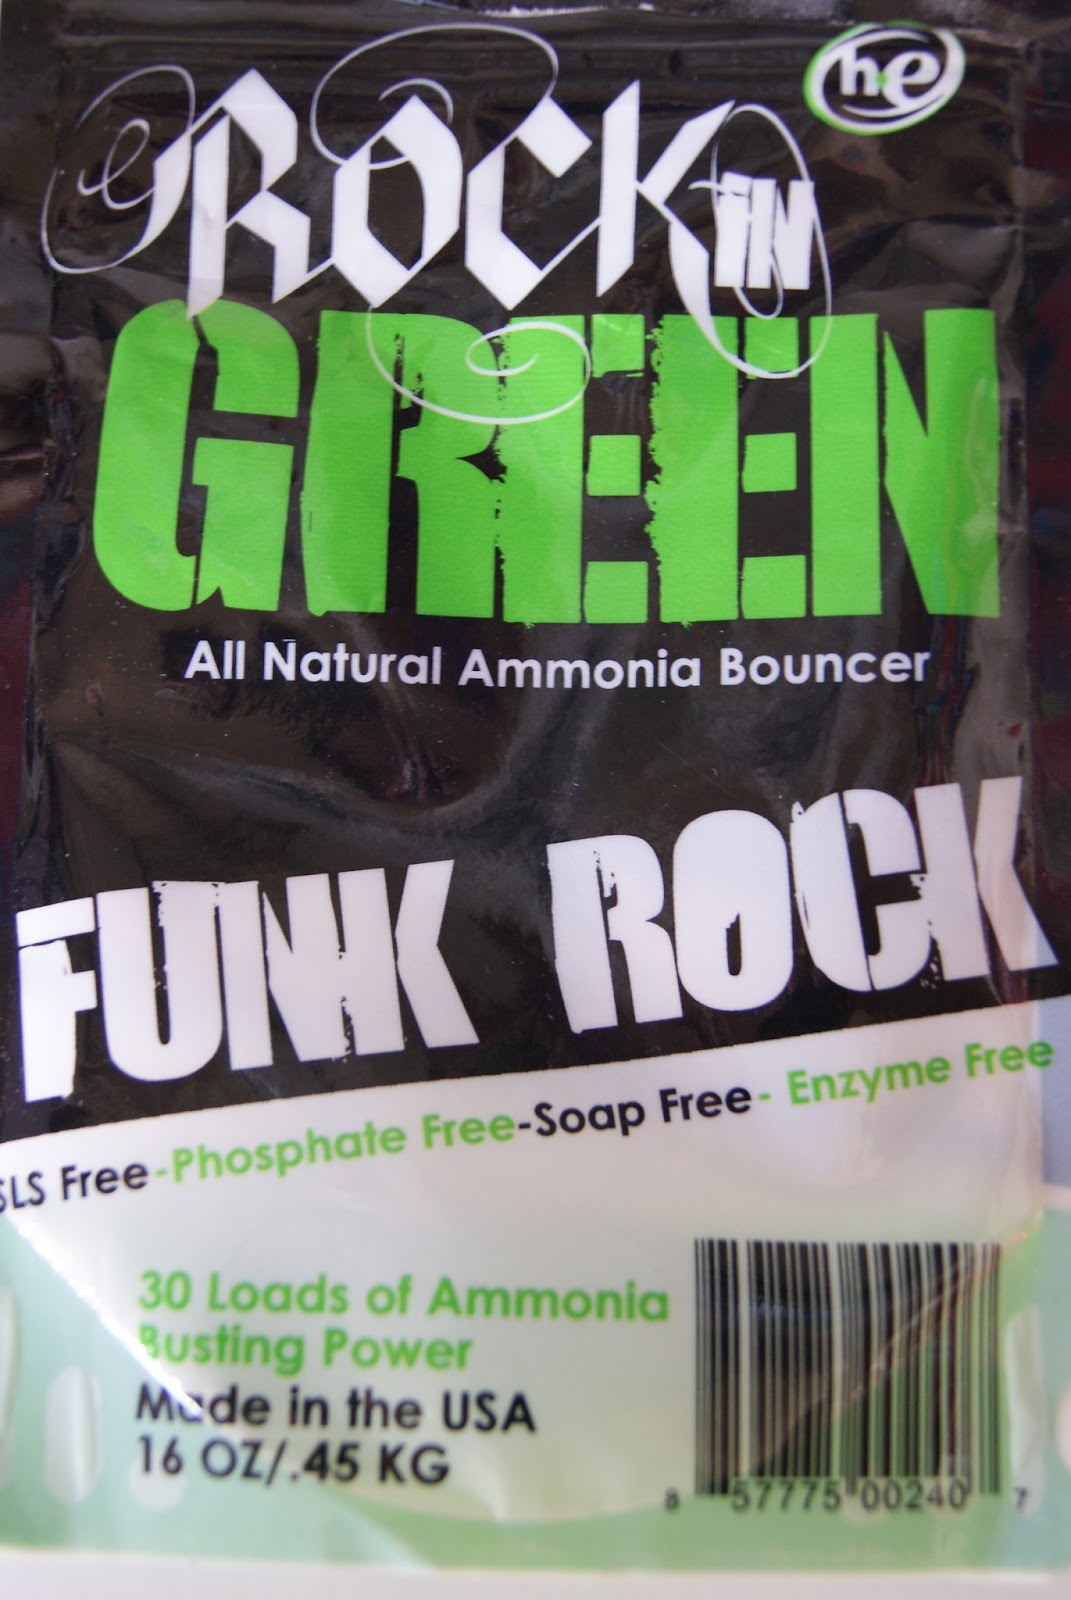 he
ROCK iN
GREEN
All Natural Ammonia Bouncer
FUNK ROCK
SLS Free-Phosphate Free-Soap Free- Enzyme Free
30 Loads of Ammonia
Busting Power
Made in the USA
16 OZ/.45 KG
8 57775 00240 7